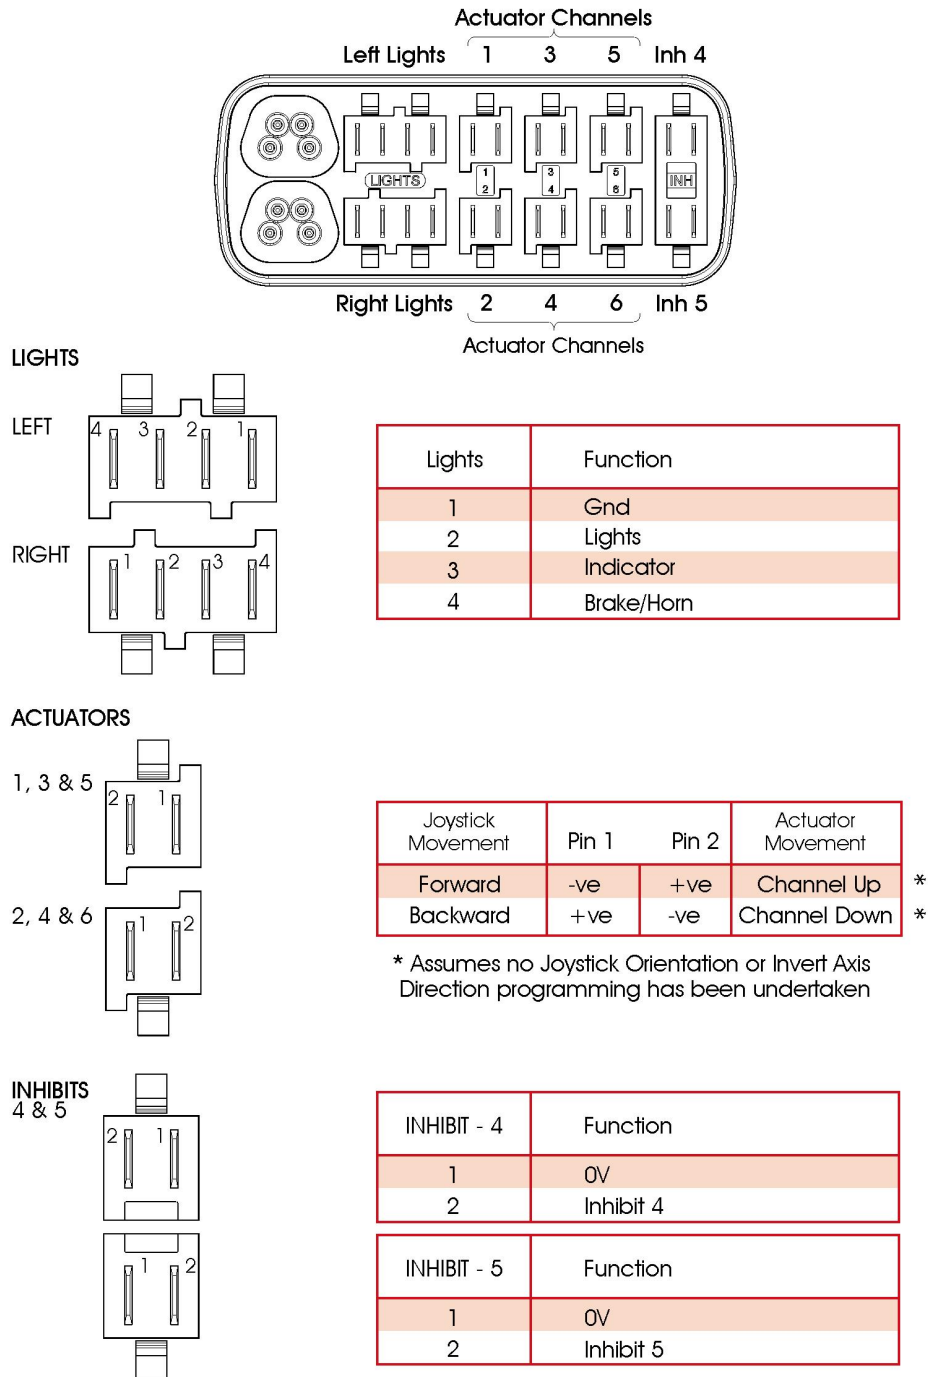 Actuator Channels
Left Lights 1 3 5 Inh 4
LIGHTS 1 3 5 INH
2 4 6
Right Lights 2 4 6 Inh 5
Actuator Channels
LIGHTS
LEFT
4 3 2 1
RIGHT
1 2 3 4
Lights Function
1 Gnd
2 Lights
3 Indicator
4 Brake/Horn
ACTUATORS
1, 3 & 5
2 1
2, 4 & 6
1 2
Joystick Movement Pin 1 Pin 2 Actuator Movement
Forward -ve +ve Channel Up *
Backward +ve -ve Channel Down *
* Assumes no Joystick Orientation or Invert Axis
Direction programming has been undertaken
INHIBITS
4 & 5
2 1
1 2
INHIBIT - 4 Function
1 0V
2 Inhibit 4
INHIBIT - 5 Function
1 0V
2 Inhibit 5